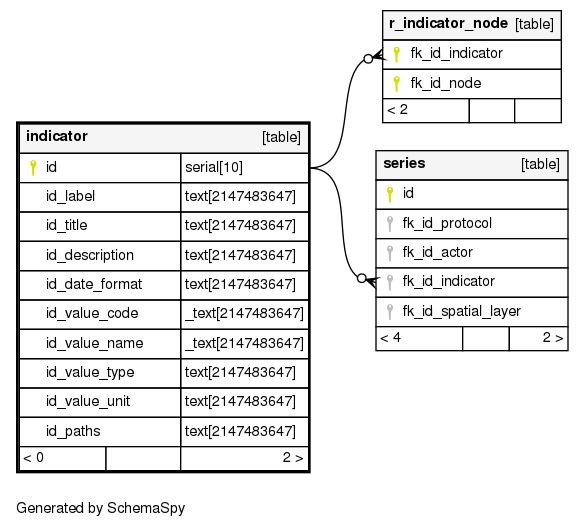 r_indicator_node [table]
fk_id_indicator
fk_id_node
< 2
indicator [table]
id serial[10]
id_label text[2147483647]
id_title text[2147483647]
id_description text[2147483647]
id_date_format text[2147483647]
id_value_code _text[2147483647]
id_value_name _text[2147483647]
id_value_type text[2147483647]
id_value_unit text[2147483647]
id_paths text[2147483647]
< 0 2 >
series [table]
id
fk_id_protocol
fk_id_actor
fk_id_indicator
fk_id_spatial_layer
< 4 2 >
Generated by SchemaSpy